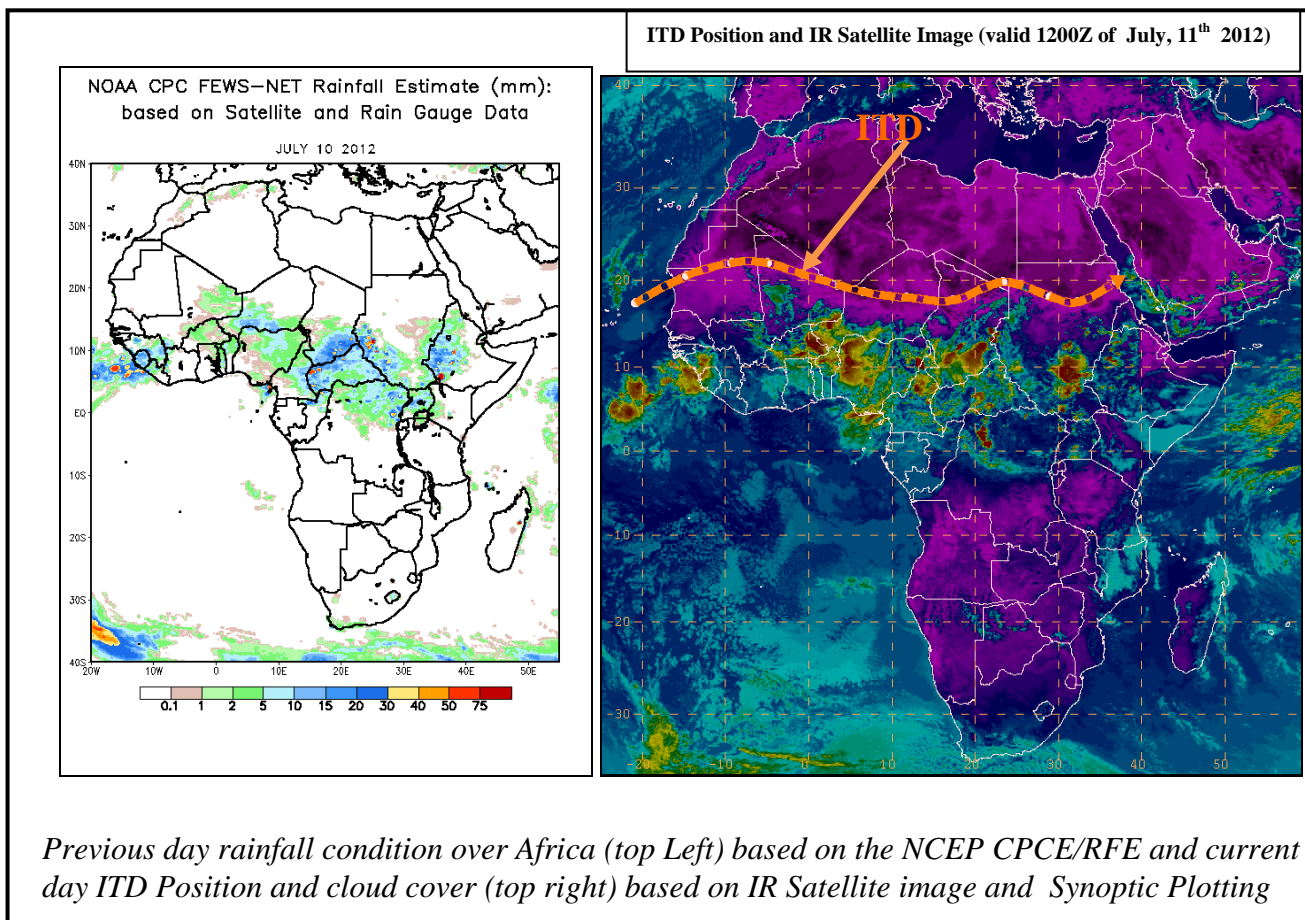 ITD Position and IR Satellite Image (valid 1200Z of July, 11th 2012)
NOAA CPC FEWS-NET Rainfall Estimate (mm):
based on Satellite and Rain Gauge Data
JULY 10 2012
40N
30N
20N
10N
EQ
10S
20S
30S
40S
20W 10W 0 10E 20E 30E 40E 50E
0.1 1 2 5 10 15 20 30 40 50 75
ITD
40
30
20
10
0
-10
-20
-30
-20 -10 0 10 20 30 40 50
Previous day rainfall condition over Africa (top Left) based on the NCEP CPCE/RFE and current
day ITD Position and cloud cover (top right) based on IR Satellite image and Synoptic Plotting